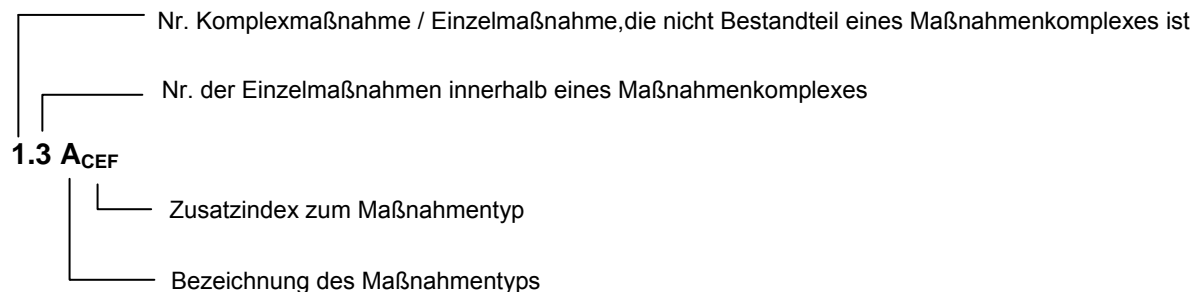 Nr. Komplexmaßnahme / Einzelmaßnahme,die nicht Bestandteil eines Maßnahmenkomplexes ist
Nr. der Einzelmaßnahmen innerhalb eines Maßnahmenkomplexes
1.3 ACEF
Zusatzindex zum Maßnahmentyp
Bezeichnung des Maßnahmentyps